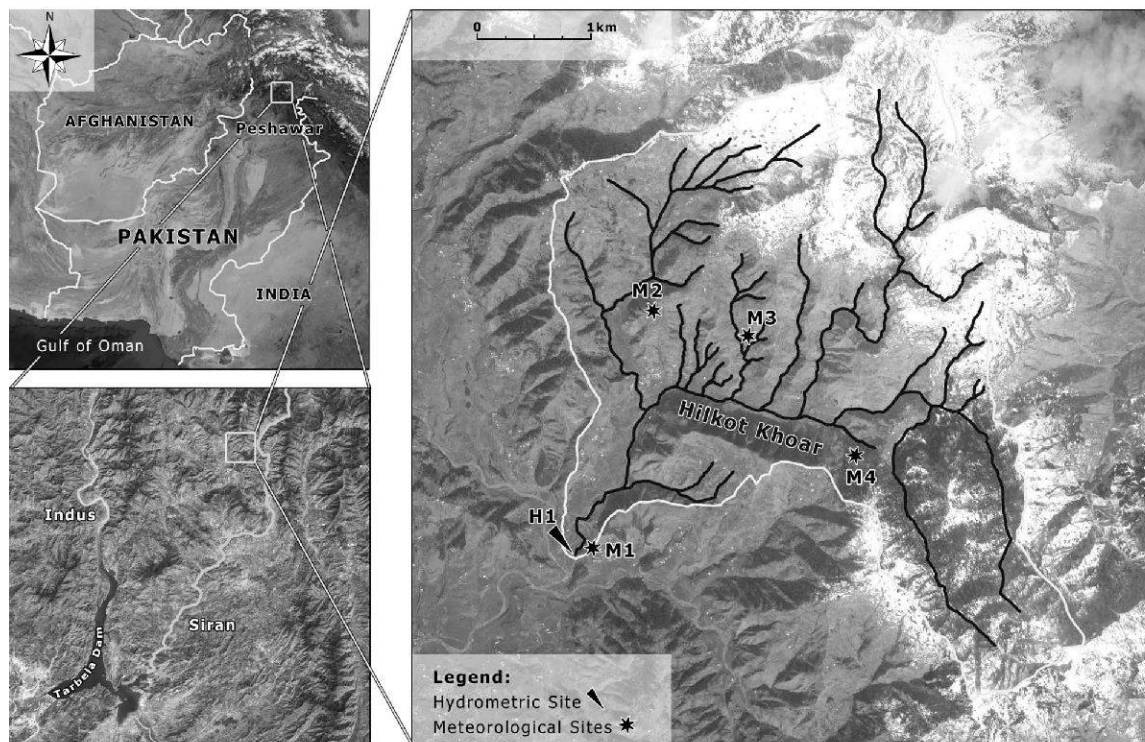 N
AFGHANISTAN
Peshawar
PAKISTAN
INDIA
Gulf of Oman
Indus
Siran
Tarbela Dam
0 1km
M2
M3
Hilkot Khoar
M4
H1
M1
Legend:
Hydrometric Site
Meteorological Sites